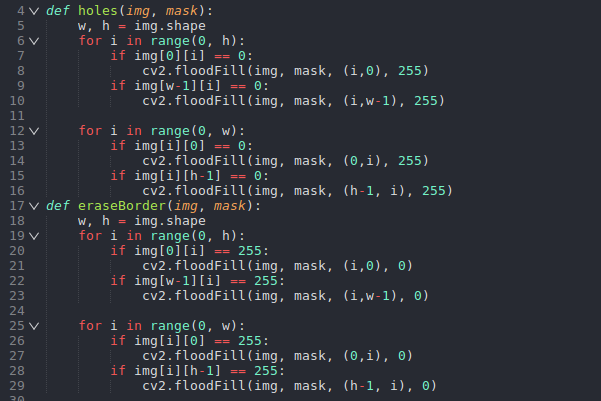 4 def holes(img, mask):
5     w, h = img.shape
6     for i in range(0, h):
7         if img[0][i] == 0:
8             cv2.floodFill(img, mask, (i,0), 255)
9         if img[w-1][i] == 0:
10             cv2.floodFill(img, mask, (i,w-1), 255)
11
12     for i in range(0, w):
13         if img[i][0] == 0:
14             cv2.floodFill(img, mask, (0,i), 255)
15         if img[i][h-1] == 0:
16             cv2.floodFill(img, mask, (h-1, i), 255)
17 def eraseBorder(img, mask):
18     w, h = img.shape
19     for i in range(0, h):
20         if img[0][i] == 255:
21             cv2.floodFill(img, mask, (i,0), 0)
22         if img[w-1][i] == 255:
23             cv2.floodFill(img, mask, (i,w-1), 0)
24
25     for i in range(0, w):
26         if img[i][0] == 255:
27             cv2.floodFill(img, mask, (0,i), 0)
28         if img[i][h-1] == 255:
29             cv2.floodFill(img, mask, (h-1, i), 0)
30